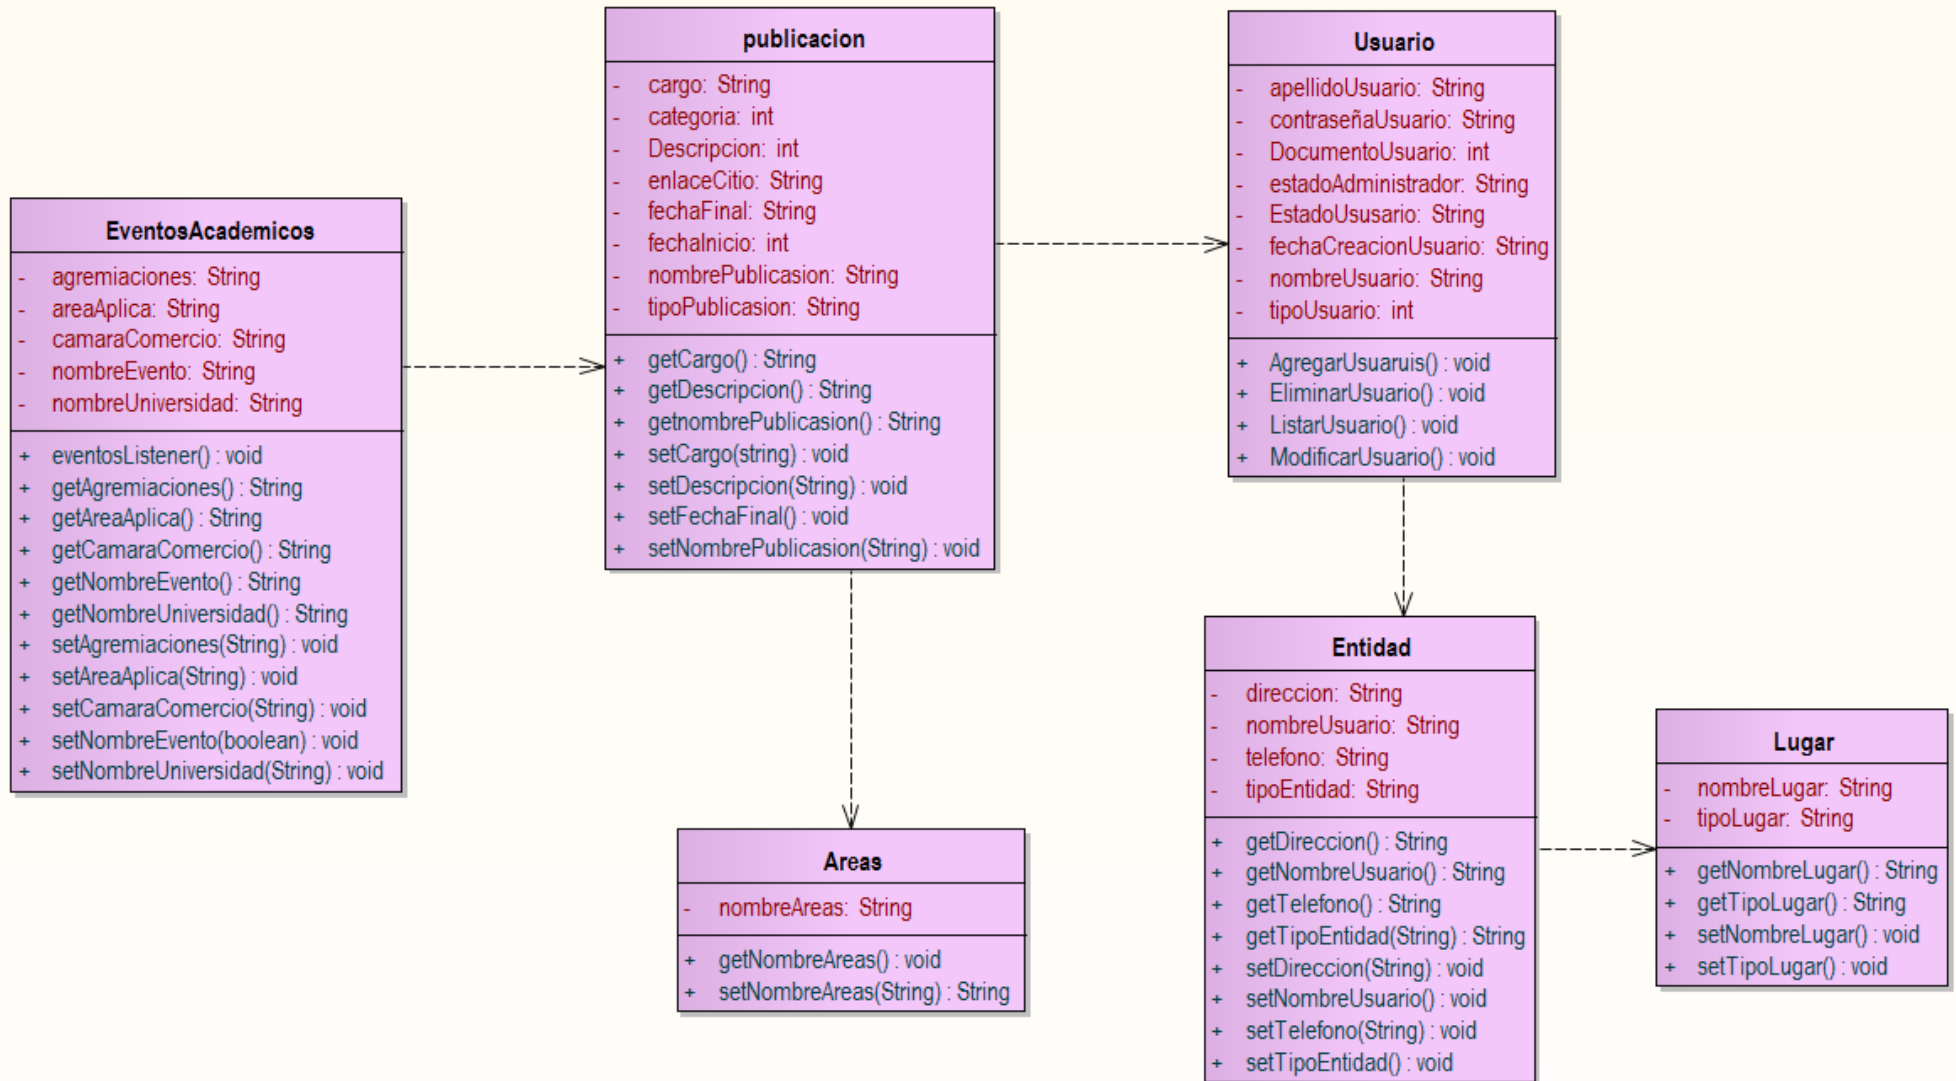 EventosAcademicos
- agremiaciones: String
- areaAplica: String
- camaraComercio: String
- nombreEvento: String
- nombreUniversidad: String
+ eventosListener() : void
+ getAgremiaciones() : String
+ getAreaAplica() : String
+ getCamaraComercio() : String
+ getNombreEvento() : String
+ getNombreUniversidad() : String
+ setAgremiaciones(String) : void
+ setAreaAplica(String) : void
+ setCamaraComercio(String) : void
+ setNombreEvento(boolean) : void
+ setNombreUniversidad(String) : void
publicacion
- cargo: String
- categoria: int
- Descripcion: int
- enlaceCitio: String
- fechaFinal: String
- fechaInicio: int
- nombrePublicasion: String
- tipoPublicasion: String
+ getCargo() : String
+ getDescripcion() : String
+ getnombrePublicasion() : String
+ setCargo(string) : void
+ setDescripcion(String) : void
+ setFechaFinal() : void
+ setNombrePublicasion(String) : void
Usuario
- apellidoUsuario: String
- contraseñaUsuario: String
- DocumentoUsuario: int
- estadoAdministrador: String
- EstadoUsusario: String
- fechaCreacionUsuario: String
- nombreUsuario: String
- tipoUsuario: int
+ AgregarUsuaruis() : void
+ EliminarUsuario() : void
+ ListarUsuario() : void
+ ModificarUsuario() : void
Areas
- nombreAreas: String
+ getNombreAreas() : void
+ setNombreAreas(String) : String
Entidad
- direccion: String
- nombreUsuario: String
- telefono: String
- tipoEntidad: String
+ getDireccion() : String
+ getNombreUsuario() : String
+ getTelefono() : String
+ getTipoEntidad(String) : String
+ setDireccion(String) : void
+ setNombreUsuario() : void
+ setTelefono(String) : void
+ setTipoEntidad() : void
Lugar
- nombreLugar: String
- tipoLugar: String
+ getNombreLugar() : String
+ getTipoLugar() : String
+ setNombreLugar() : void
+ setTipoLugar() : void